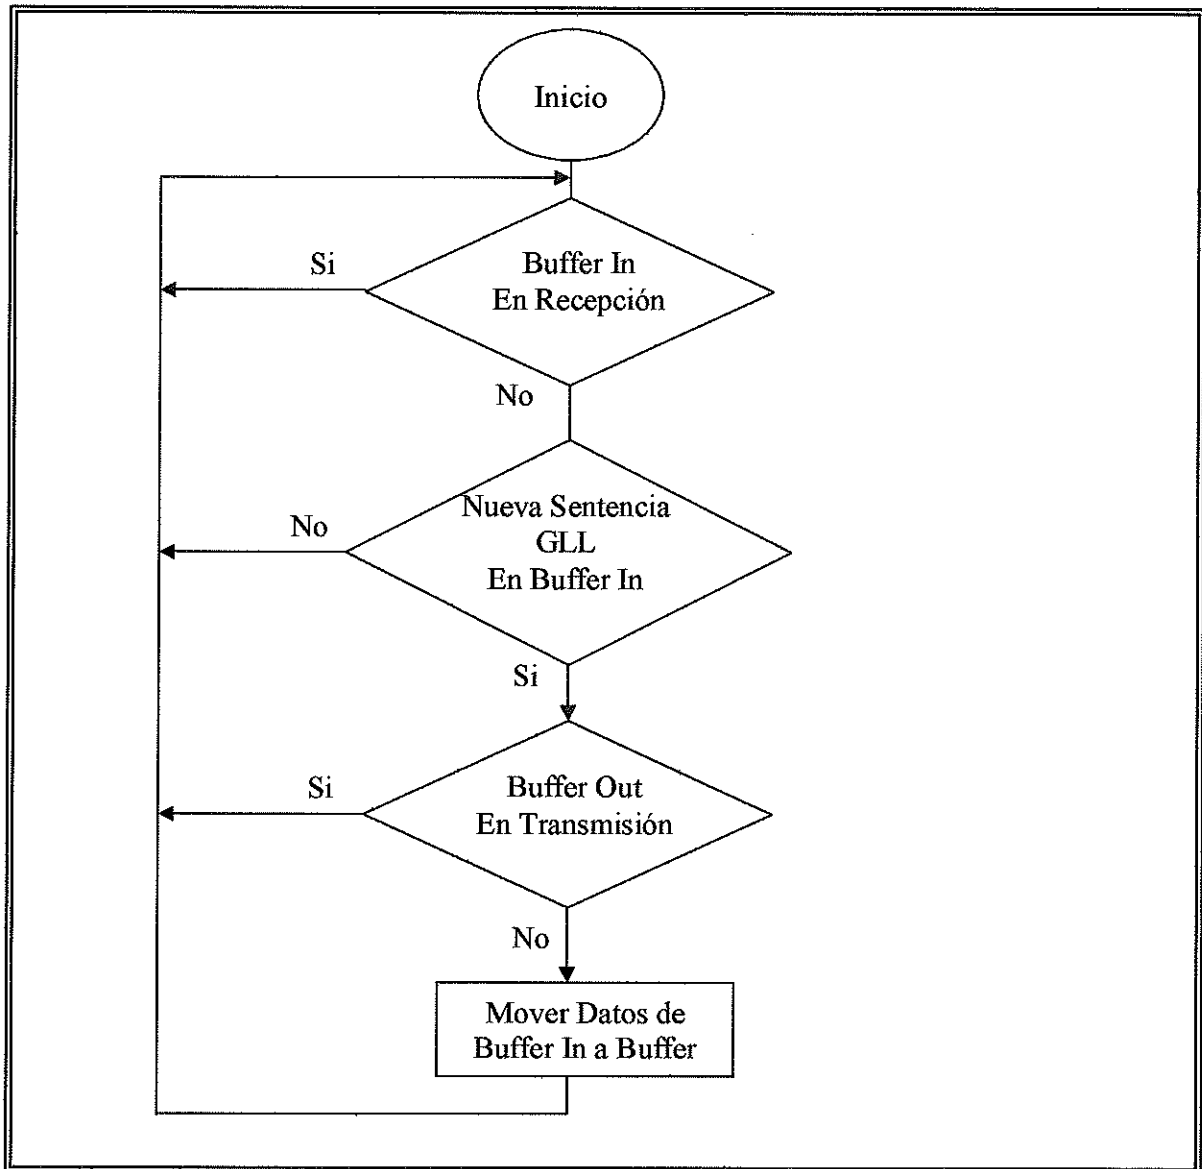 Inicio
Si
Buffer In
En Recepción
No
Nueva Sentencia
No
GLL
En Buffer In
Si
Si
Buffer Out
En Transmisión
No
Mover Datos de
Buffer In a Buffer